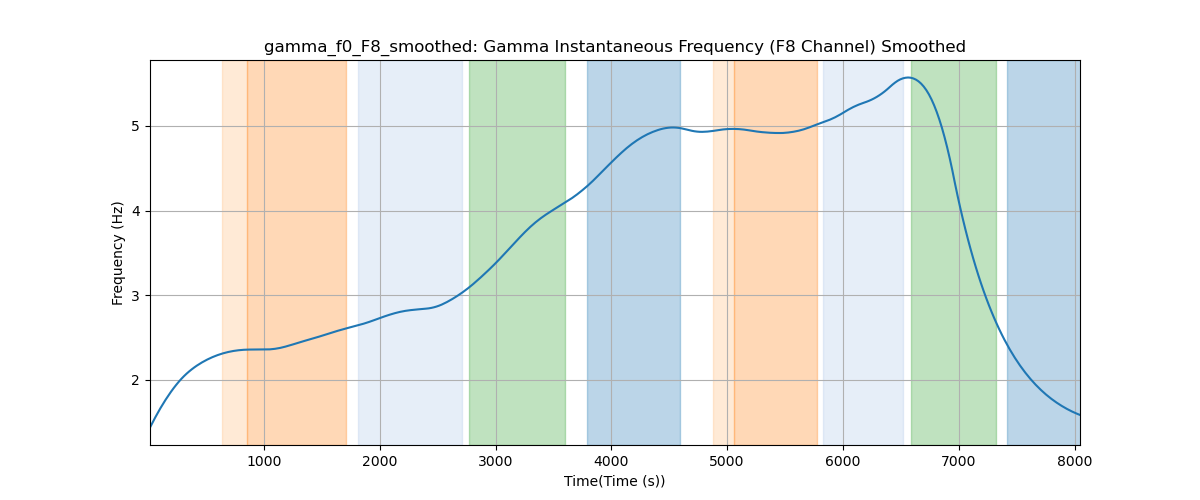 gamma_f0_F8_smoothed: Gamma Instantaneous Frequency (F8 Channel) Smoothed
Frequency (Hz)
5
4
3
2
1000 2000 3000 4000 5000 6000 7000 8000
Time(Time (s))